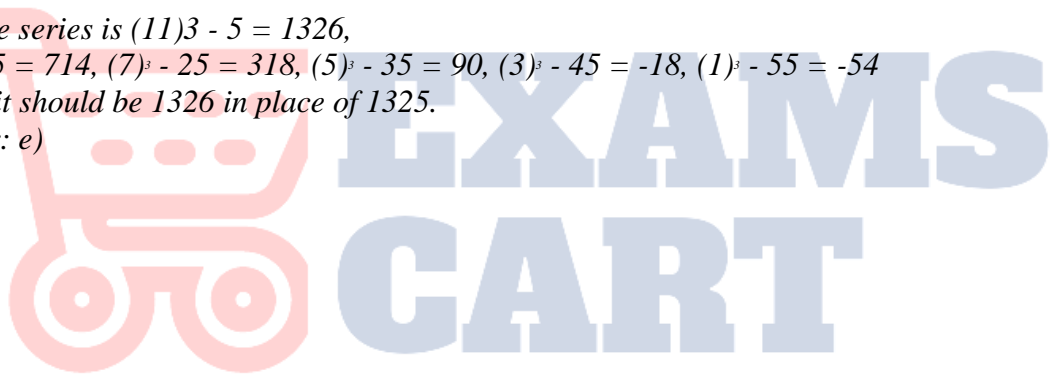 e series is (11)3 - 5 = 1326,
5 = 714, (7)³ - 25 = 318, (5)³ - 35 = 90, (3)³ - 45 = -18, (1)³ - 55 = -54
it should be 1326 in place of 1325.
: e)
EXAMS
CART